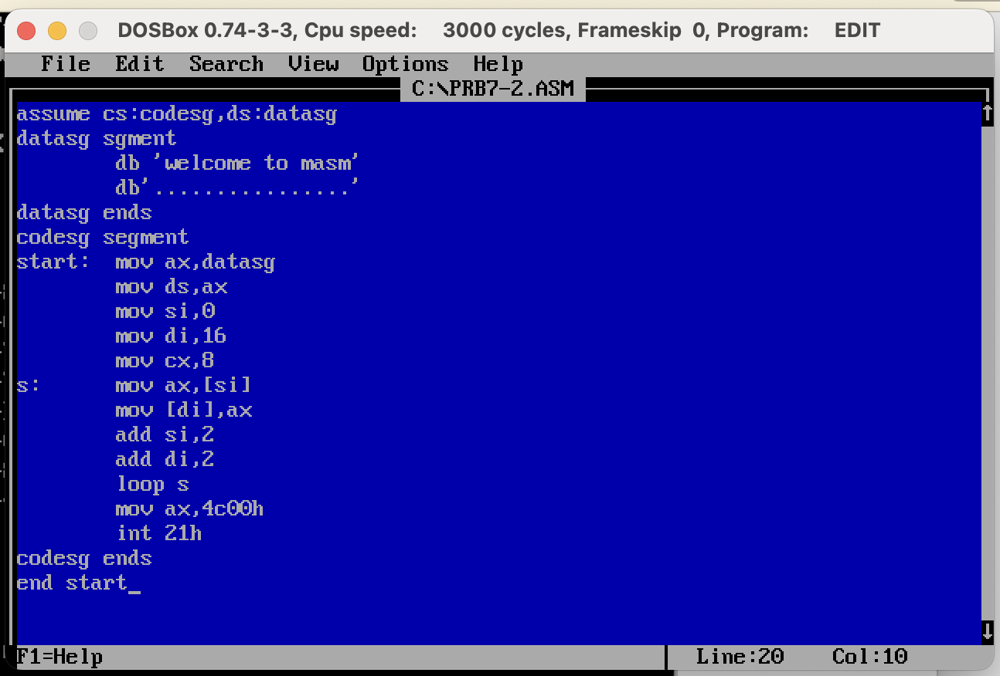 DOSBox 0.74-3-3, Cpu speed: 3000 cycles, Frameskip 0, Program: EDIT
File Edit Search View Options Help
C:\PRB7-2.ASM
assume cs:codesg,ds:datasg
datasg sgment
db 'welcome to masm'
db'................'
datasg ends
codesg segment
start: mov ax,datasg
mov ds,ax
mov si,0
mov di,16
mov cx,8
s: mov ax,[si]
mov [di],ax
add si,2
add di,2
loop s
mov ax,4c00h
int 21h
codesg ends
end start_
F1=Help Line:20 Col:10